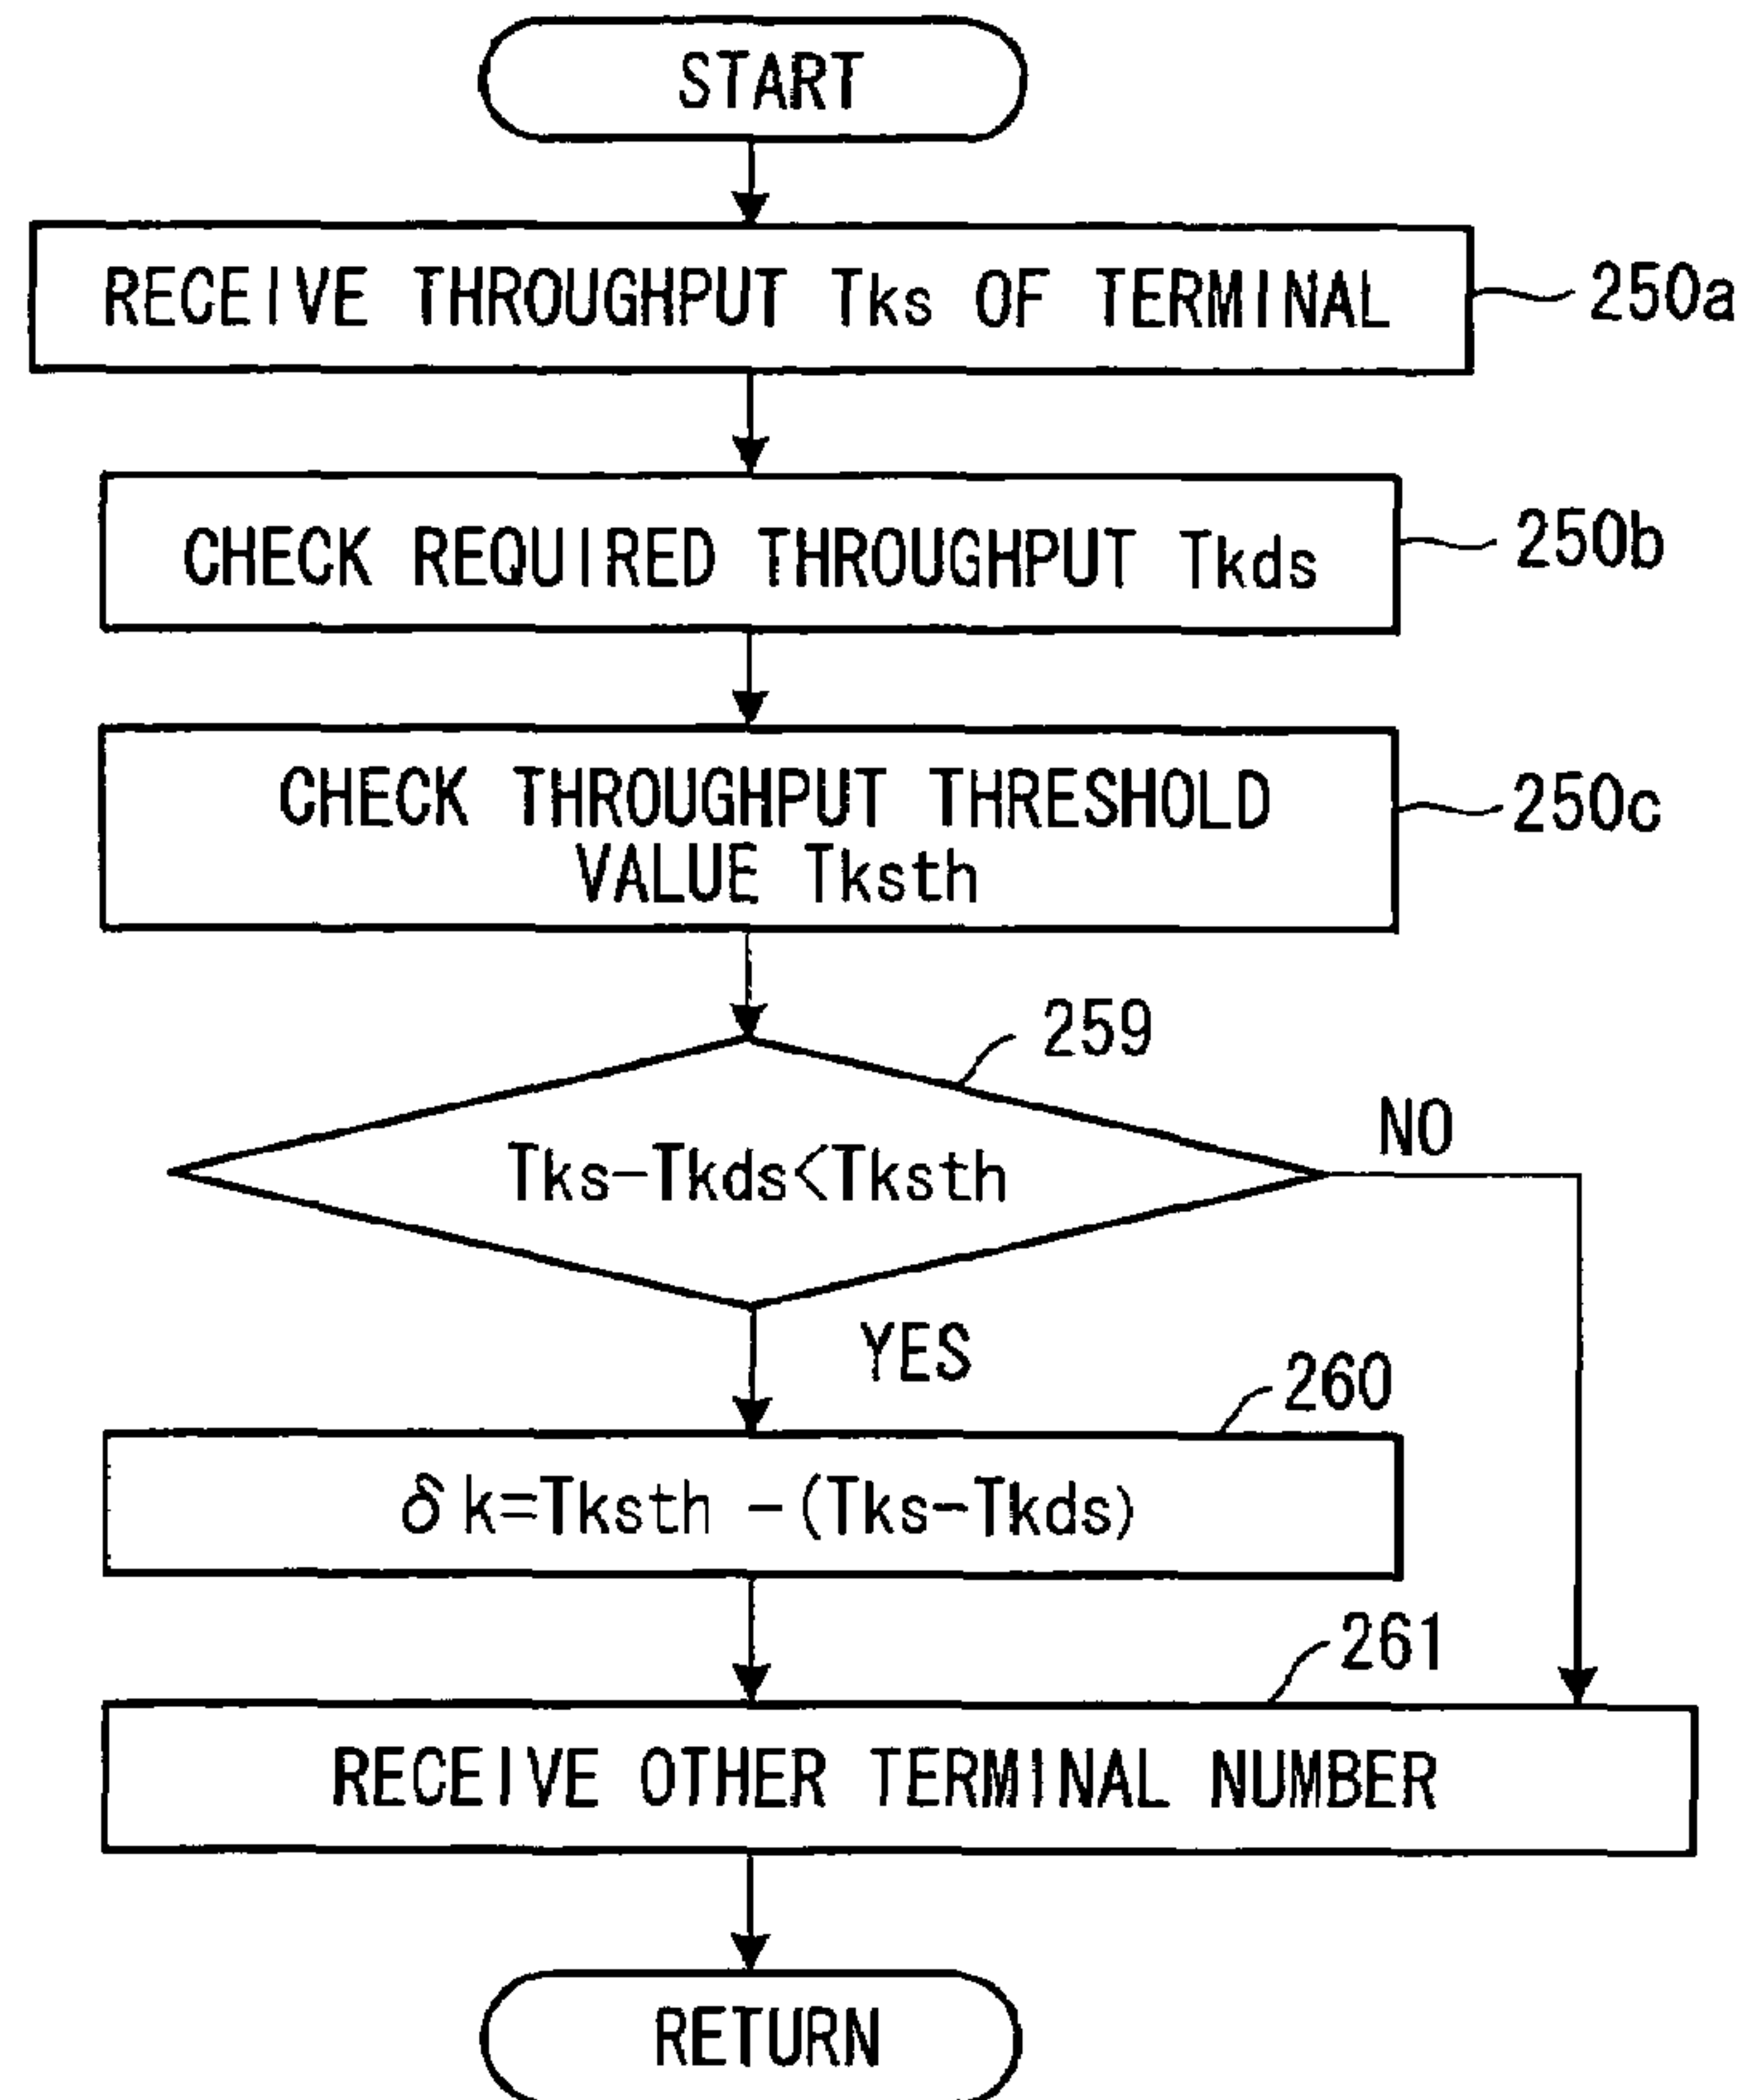 START
RECEIVE THROUGHPUT Tks OF TERMINAL
250a
CHECK REQUIRED THROUGHPUT Tkds
250b
CHECK THROUGHPUT THRESHOLD
VALUE Tksth
250c
259
Tks-Tkds<Tksth
NO
YES
260
δk=Tksth -(Tks-Tkds)
261
RECEIVE OTHER TERMINAL NUMBER
RETURN